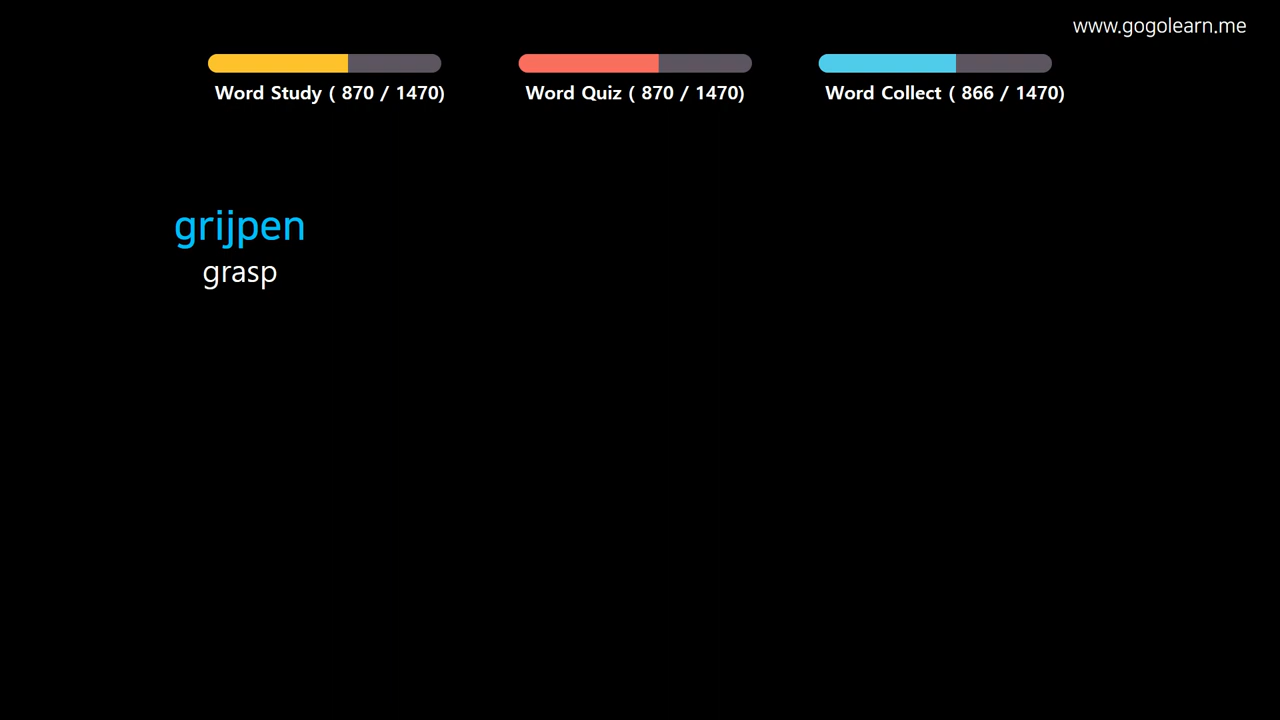 www.gogolearn.me
Word Study ( 870 / 1470)
Word Quiz ( 870 / 1470)
Word Collect ( 866 / 1470)
grijpen
grasp